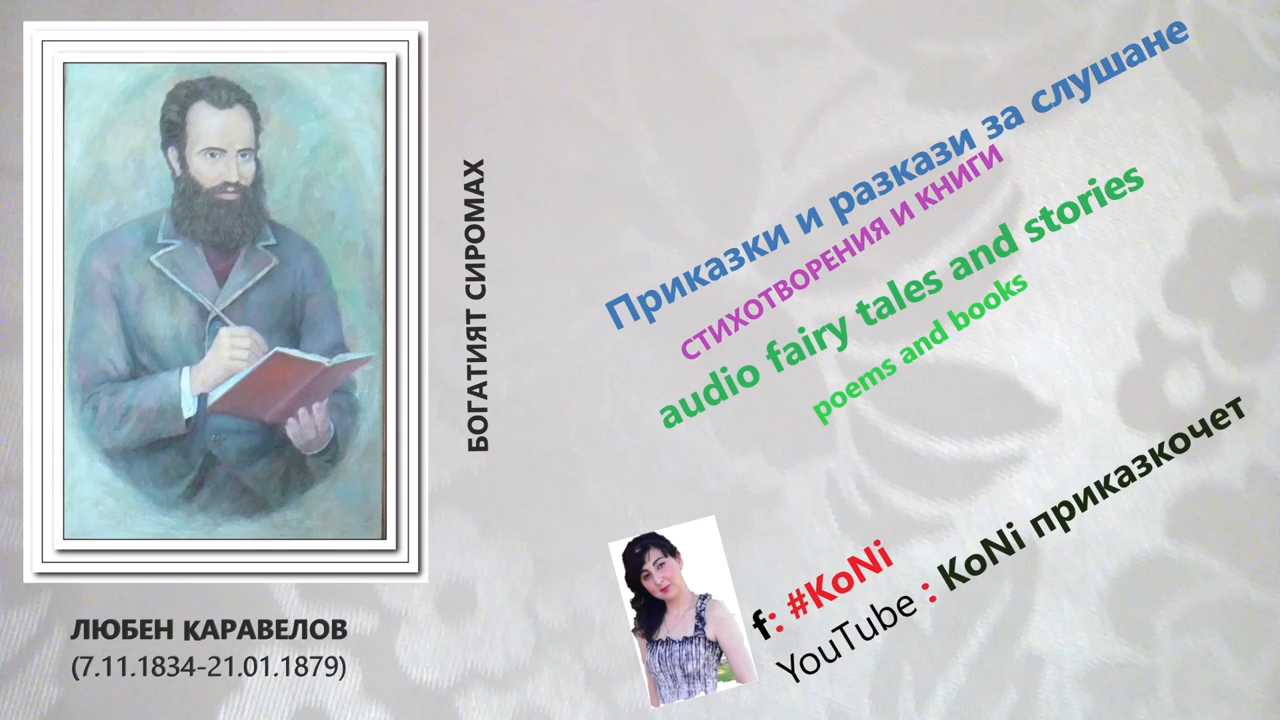 ЛЮБЕН КАРАВЕЛОВ
(7.11.1834-21.01.1879)
БОГАТИЯТ СИРОМАХ
Приказки и разкази за слушане
СТИХОТВОРЕНИЯ И КНИГИ
audio fairy tales and stories
poems and books
f: #KoNi
YouTube : KoNi приказкочет